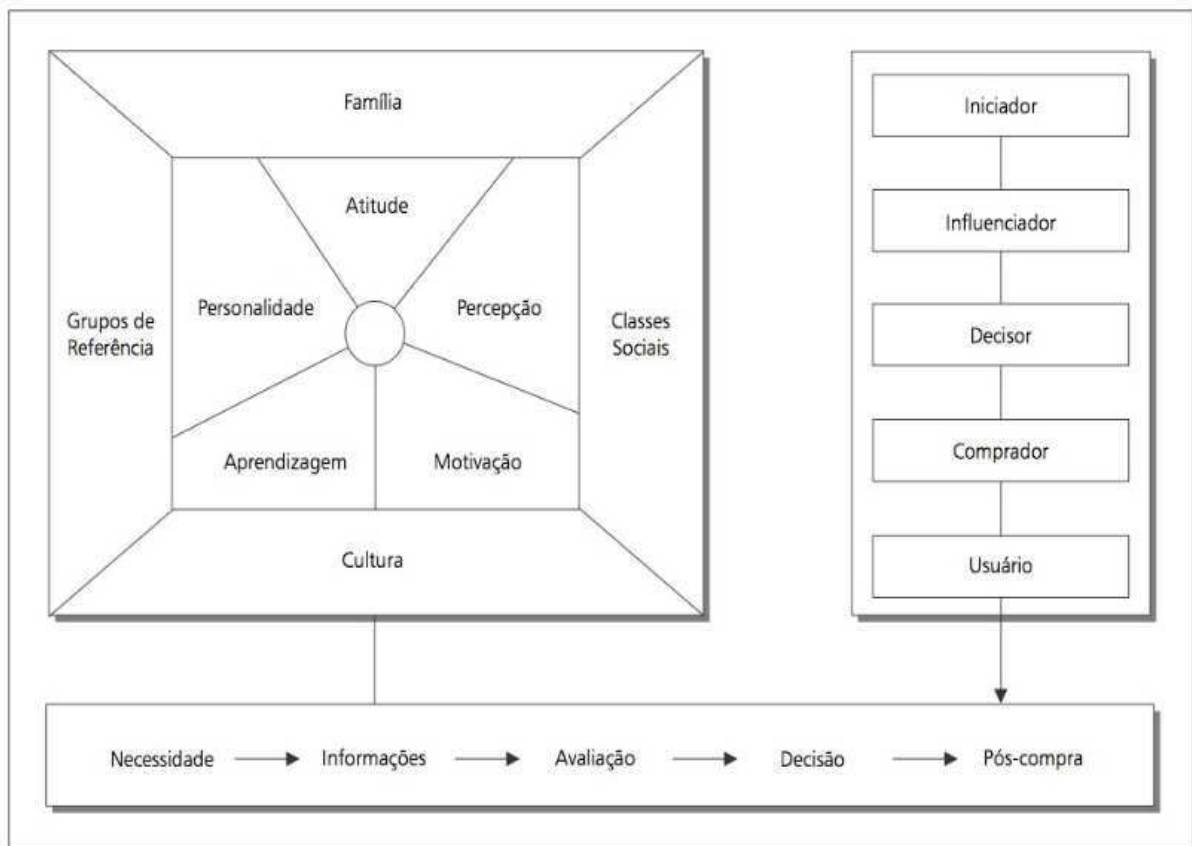 Família
Atitude
Personalidade
Percepção
Grupos de
Referência
Classes
Sociais
Aprendizagem
Motivação
Cultura
Iniciador
Influenciador
Decisor
Comprador
Usuário
Necessidade
Informações
Avaliação
Decisão
Pós-compra